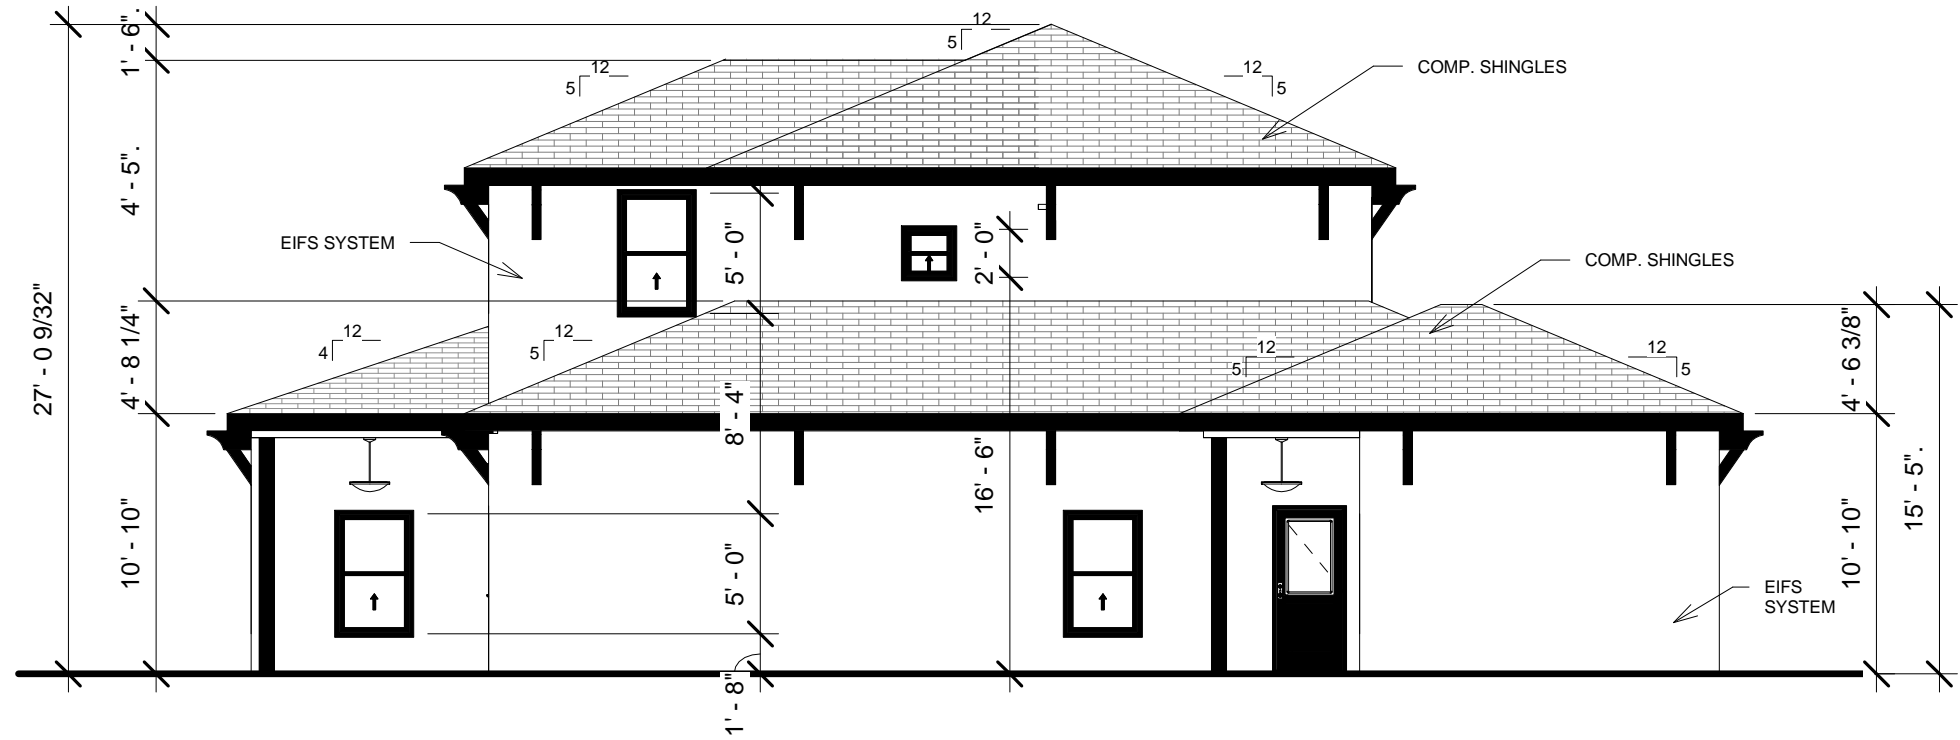 1' - 6".
12
5
12
5
12
5
COMP. SHINGLES
4' - 5".
EIFS SYSTEM
5' - 0"
2' - 0"
COMP. SHINGLES
27' - 0 9/32"
4' - 8 1/4"
12
4
12
5
12
5
12
5
4' - 6 3/8"
8' - 4"
16' - 6"
15' - 5".
10' - 10"
5' - 0"
10' - 10"
EIFS
SYSTEM
1' - 8"